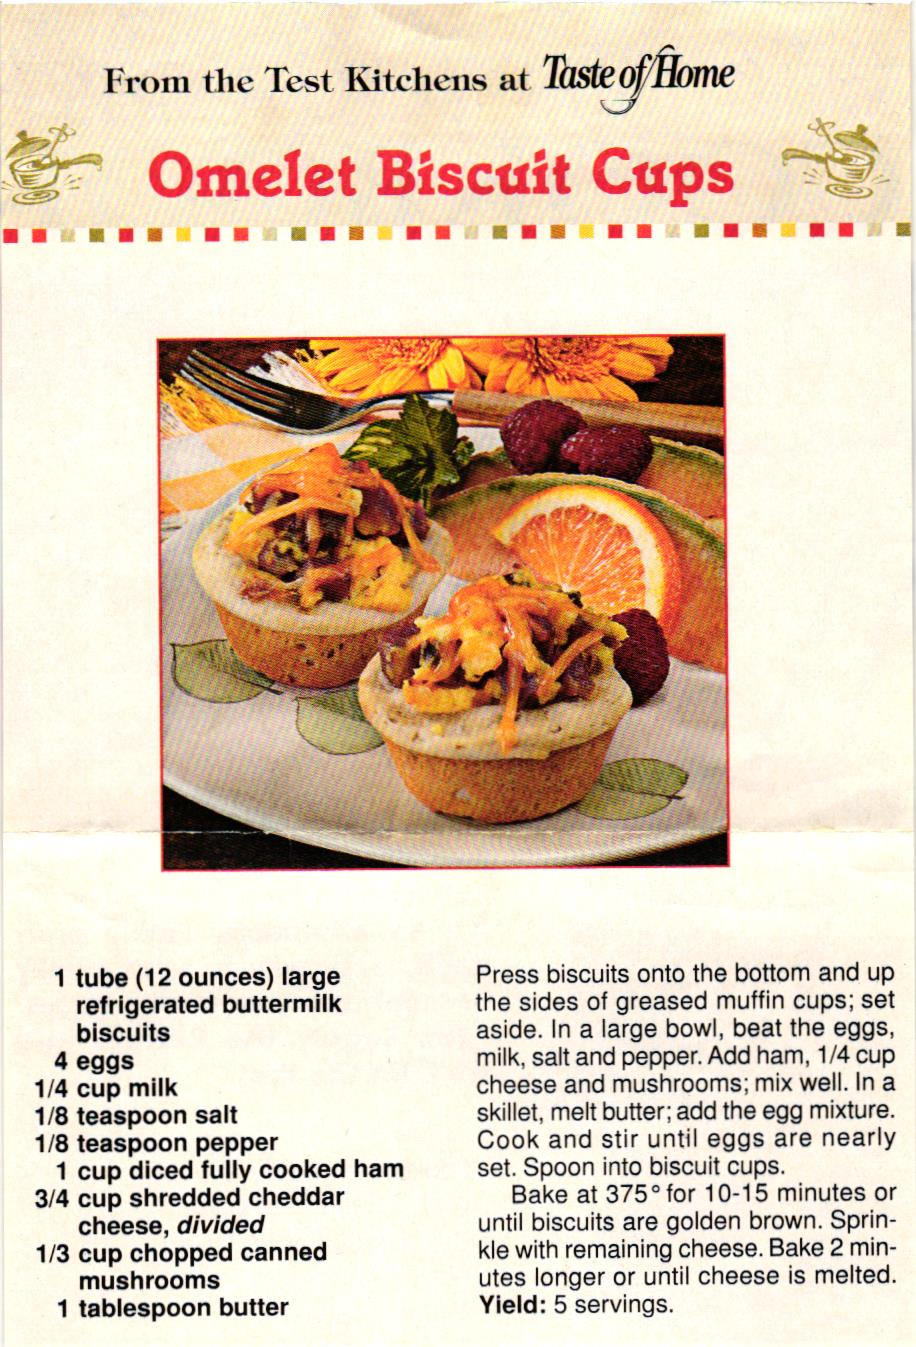 From the Test Kitchens at Taste of Home
Omelet Biscuit Cups
1 tube (12 ounces) large
refrigerated buttermilk
biscuits
4 eggs
1/4 cup milk
1/8 teaspoon salt
1/8 teaspoon pepper
1 cup diced fully cooked ham
3/4 cup shredded cheddar
cheese, divided
1/3 cup chopped canned
mushrooms
1 tablespoon butter
Press biscuits onto the bottom and up
the sides of greased muffin cups; set
aside. In a large bowl, beat the eggs,
milk, salt and pepper. Add ham, 1/4 cup
cheese and mushrooms; mix well. In a
skillet, melt butter; add the egg mixture.
Cook and stir until eggs are nearly
set. Spoon into biscuit cups.
Bake at 375° for 10-15 minutes or
until biscuits are golden brown. Sprin-
kle with remaining cheese. Bake 2 min-
utes longer or until cheese is melted.
Yield: 5 servings.